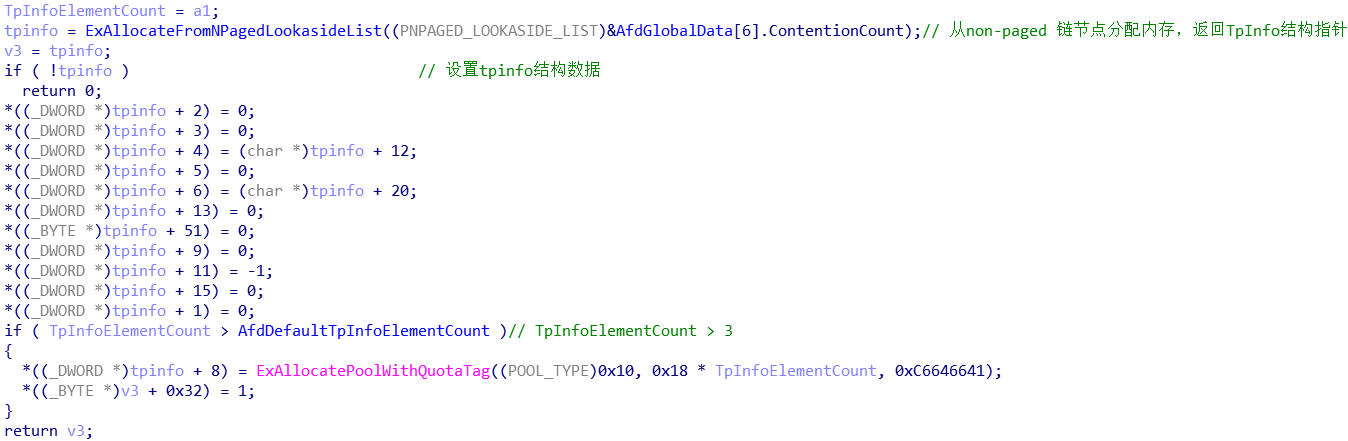 TpInfoElementCount = a1;
tpinfo = ExAllocateFromNPagedLookasideList((PNPAGED_LOOKASIDE_LIST)&AfdGlobalData[6].ContentionCount);// 从non-paged 链节点分配内存，返回TpInfo结构指针
v3 = tpinfo;
if ( !tpinfo ) // 设置tpinfo结构数据
return 0;
*((_DWORD *)tpinfo + 2) = 0;
*((_DWORD *)tpinfo + 3) = 0;
*((_DWORD *)tpinfo + 4) = (char *)tpinfo + 12;
*((_DWORD *)tpinfo + 5) = 0;
*((_DWORD *)tpinfo + 6) = (char *)tpinfo + 20;
*((_DWORD *)tpinfo + 13) = 0;
*((_BYTE *)tpinfo + 51) = 0;
*((_DWORD *)tpinfo + 9) = 0;
*((_DWORD *)tpinfo + 11) = -1;
*((_DWORD *)tpinfo + 15) = 0;
*((_DWORD *)tpinfo + 1) = 0;
if ( TpInfoElementCount > AfdDefaultTpInfoElementCount )// TpInfoElementCount > 3
{
*((_DWORD *)tpinfo + 8) = ExAllocatePoolWithQuotaTag((POOL_TYPE)0x10, 0x18 * TpInfoElementCount, 0xC6646641);
*((_BYTE *)v3 + 0x32) = 1;
}
return v3;